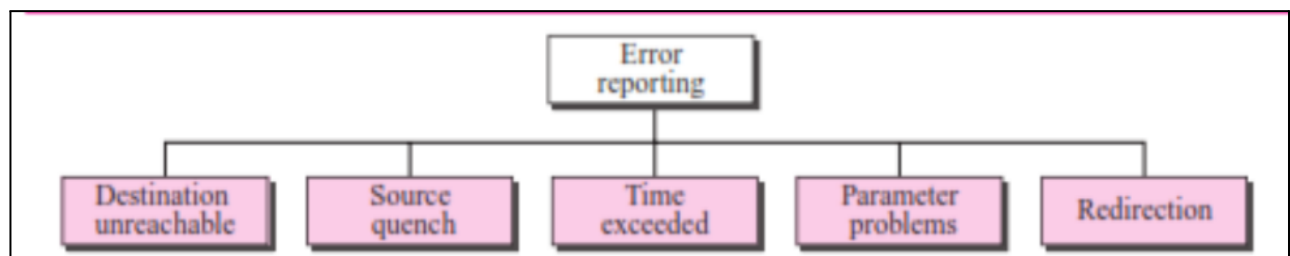 Error
reporting
Destination
unreachable
Source
quench
Time
exceeded
Parameter
problems
Redirection